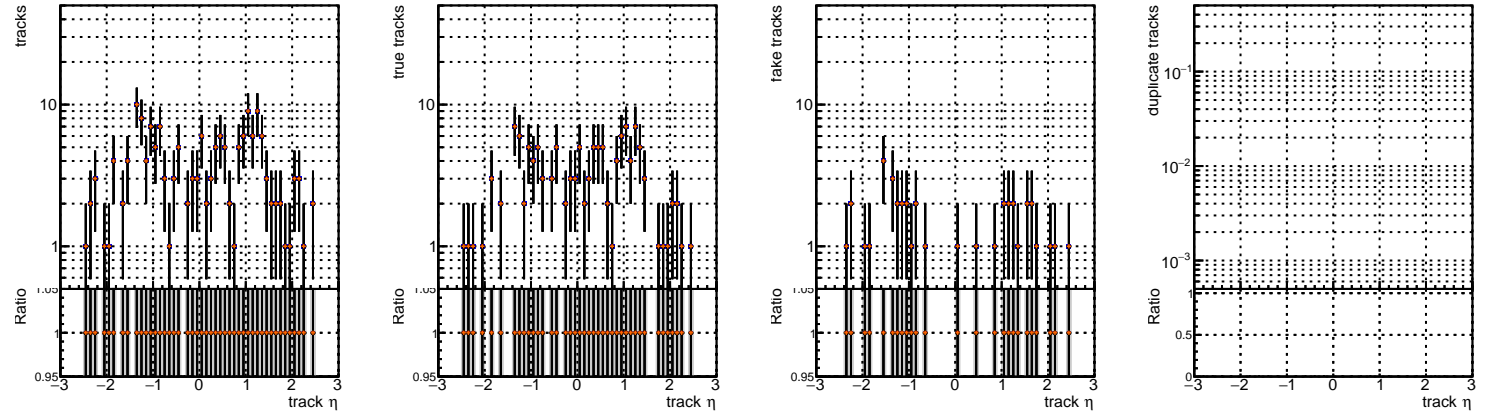 tracks
10
1
Ratio
1.05
1
0.95
−3 −2 −1 0 1 2 3
track η
true tracks
10
1
Ratio
1.05
1
0.95
−3 −2 −1 0 1 2 3
track η
fake tracks
10
1
Ratio
1.05
1
0.95
−3 −2 −1 0 1 2 3
track η
duplicate tracks
10⁻¹
10⁻²
10⁻³
Ratio
1
0.5
0
−3 −2 −1 0 1 2 3
track η